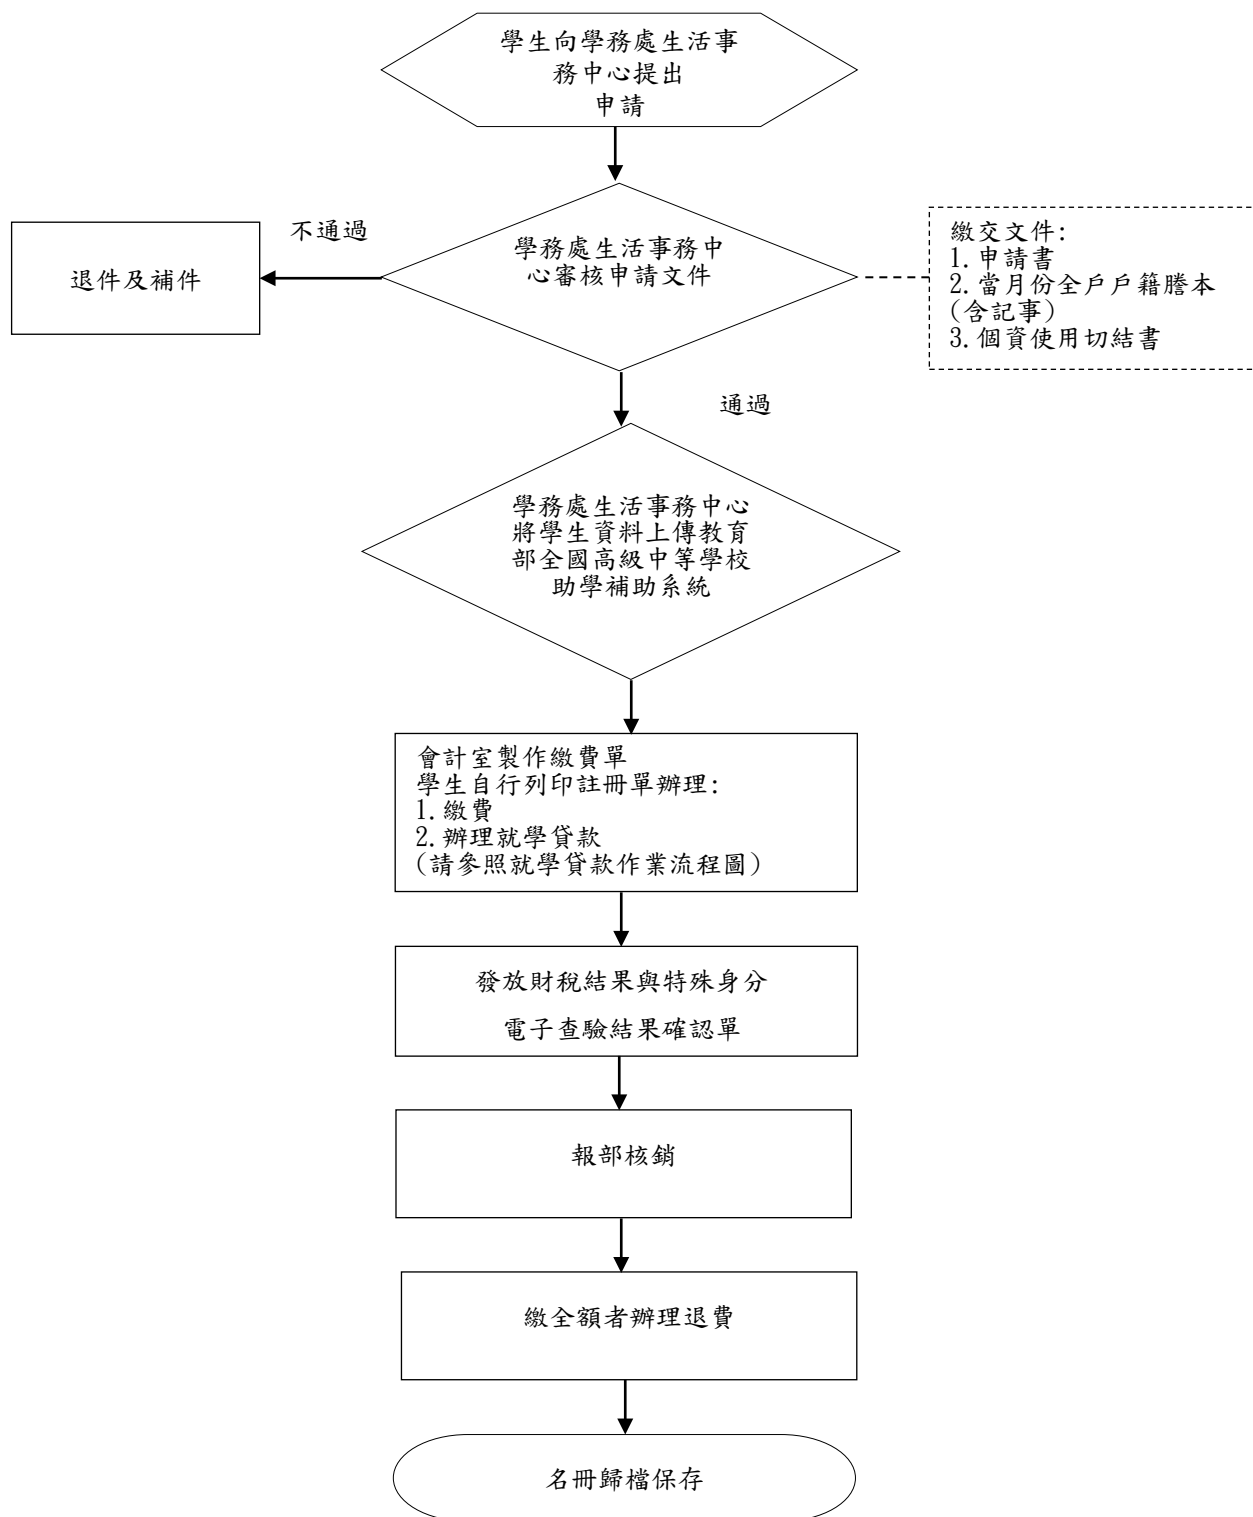 學生向學務處生活事
務中心提出
申請
不通過
退件及補件
學務處生活事務中
心審核申請文件
繳交文件:
1.申請書
2.當月份全戶戶籍謄本
(含記事)
3.個資使用切結書
通過
學務處生活事務中心
將學生資料上傳教育
部全國高級中等學校
助學補助系統
會計室製作繳費單
學生自行列印註冊單辦理:
1.繳費
2.辦理就學貸款
(請參照就學貸款作業流程圖)
發放財稅結果與特殊身分
電子查驗結果確認單
報部核銷
繳全額者辦理退費
名冊歸檔保存